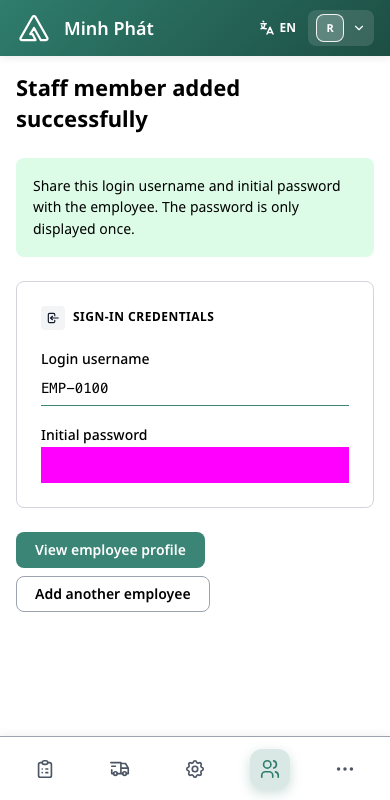 Minh Phát
EN
R
Staff member added
successfully
Share this login username and initial password
with the employee. The password is only
displayed once.
SIGN-IN CREDENTIALS
Login username
EMP-0100
Initial password
View employee profile
Add another employee